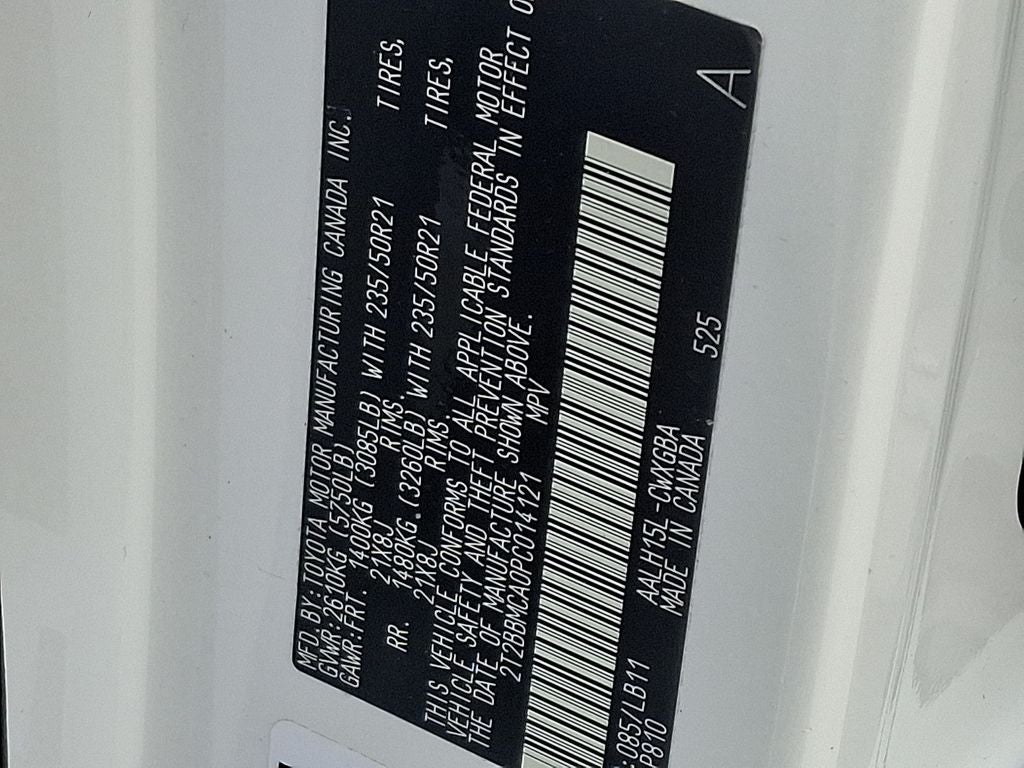 MFD. BY: TOYOTA MOTOR MANUFACTURING CANADA INC.
GVWR: 2610KG (5750LB)
GAWR: FRT. 1400KG (3085LB) WITH 235/50R21 TIRES,
21X8J RIMS.
RR. 1480KG. (3260LB) WITH 235/50R21 TIRES,
21X8J RIMS.
THIS VEHICLE CONFORMS TO ALL APPLICABLE FEDERAL MOTOR
VEHICLE SAFETY AND THEFT PREVENTION STANDARDS IN EFFECT
THE DATE OF MANUFACTURE SHOWN ABOVE.
2T2BBMCA0PC014121 MPV
:085/LB11 AALH15L-CWXGBA 525 A
P810 MADE IN CANADA